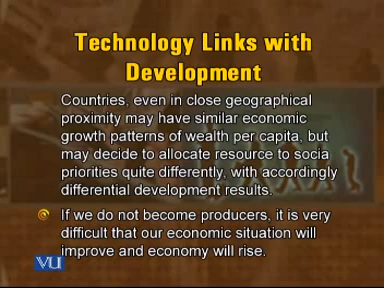 Technology Links with
Development
Countries, even in close geographical
proximity may have similar economic
growth patterns of wealth per capita, but
may decide to allocate resource to socia
priorities quite differently, with accordingly
differential development results.
If we do not become producers, it is very
difficult that our economic situation will
improve and economy will rise.
VU